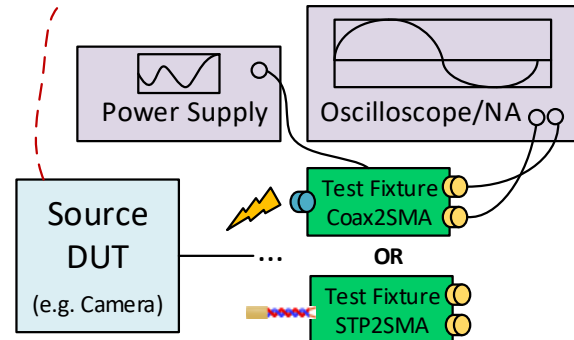 Power Supply
Oscilloscope/NA
Test Fixture
Coax2SMA
Source
DUT
(e.g. Camera)
...
OR
Test Fixture
STP2SMA